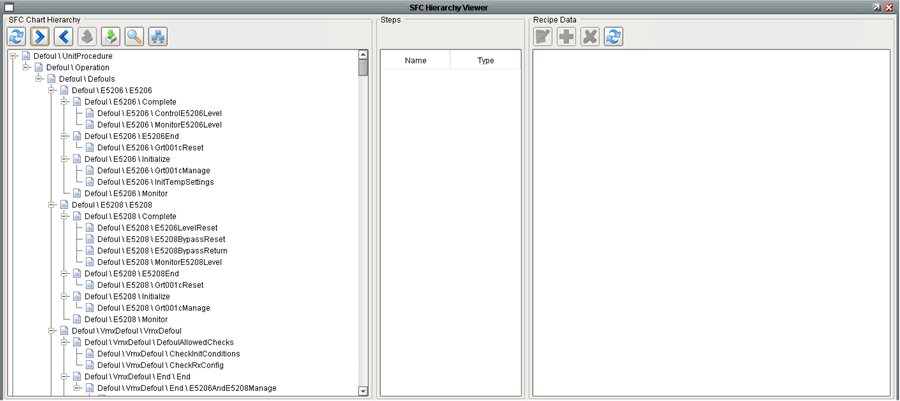 SFC Hierarchy Viewer
SFC Chart Hierarchy
Steps
Recipe Data
Name
Type
Defoul \ UnitProcedure
Defoul \ Operation
Defoul \ Defouls
Defoul \ E5206 \ E5206
Defoul \ E5206 \ Complete
Defoul \ E5206 \ ControlE5206Level
Defoul \ E5206 \ MonitorE5206Level
Defoul \ E5206 \ E5206End
Defoul \ E5206 \ Grt001cReset
Defoul \ E5206 \ Initialize
Defoul \ E5206 \ Grt001cManage
Defoul \ E5206 \ InitTempSettings
Defoul \ E5206 \ Monitor
Defoul \ E5208 \ E5208
Defoul \ E5208 \ Complete
Defoul \ E5208 \ E5206LevelReset
Defoul \ E5208 \ E5208BypassReset
Defoul \ E5208 \ E5208BypassReturn
Defoul \ E5208 \ MonitorE5208Level
Defoul \ E5208 \ E5208End
Defoul \ E5208 \ Grt001cReset
Defoul \ E5208 \ Initialize
Defoul \ E5208 \ Grt001cManage
Defoul \ E5208 \ Monitor
Defoul \ VmxDefoul \ VmxDefoul
Defoul \ VmxDefoul \ DefoulAllowedChecks
Defoul \ VmxDefoul \ CheckInitConditions
Defoul \ VmxDefoul \ CheckRxConfig
Defoul \ VmxDefoul \ End \ End
Defoul \ VmxDefoul \ End \ E5206AndE5208Manage